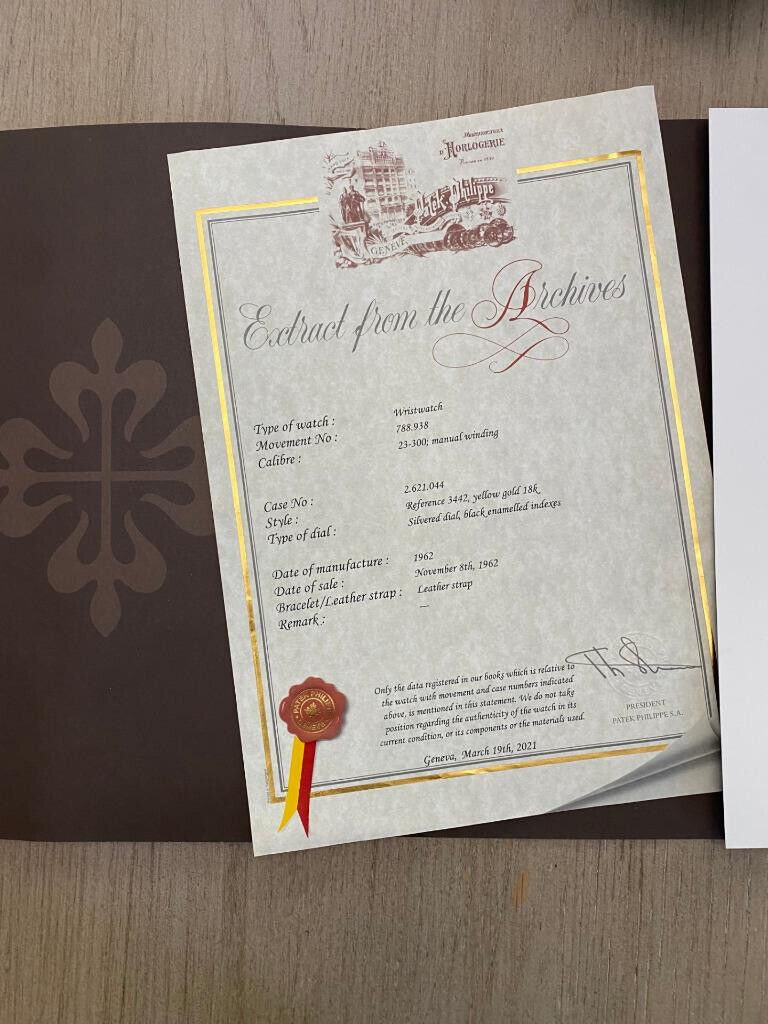 MANUFACTURE
D'HORLOGERIE
Patek Philippe
GENÈVE
Extract from the Archives
Type of watch : Wristwatch
Movement No : 788.938
Calibre : 23-300; manual winding
Case No : 2.621.044
Style : Reference 3442, yellow gold 18k
Type of dial : Silvered dial, black enamelled indexes
Date of manufacture : 1962
Date of sale : November 8th, 1962
Bracelet/Leather strap : Leather strap
Remark : —
Only the data registered in our books which is relative to
the watch with movement and case numbers indicated
above, is mentioned in this statement. We do not take
position regarding the authenticity of the watch in its
current condition, or its components or the materials used.
Geneva, March 19th, 2021
PRESIDENT
PATEK PHILIPPE S.A.
PATEK PHILIPPE
GENEVE